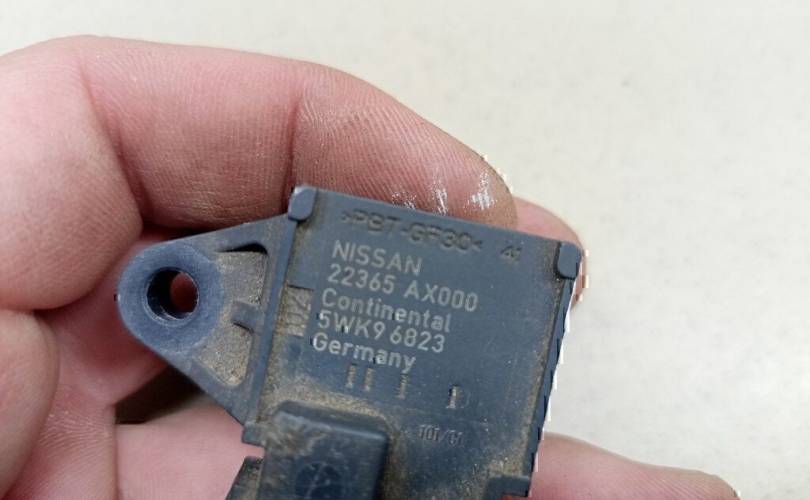 >PBT-GF30<
NISSAN
22365 AX000
Continental
5WK9 6823
Germany